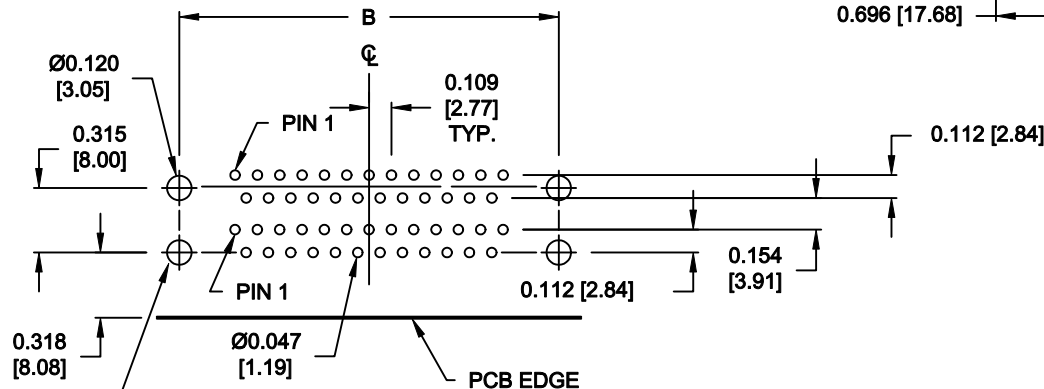 B
0.696 [17.68]
℄
Ø0.120
[3.05]
0.109
[2.77]
TYP.
PIN 1
0.315
[8.00]
0.112 [2.84]
0.154
[3.91]
PIN 1
0.112 [2.84]
0.318
[8.08]
Ø0.047
[1.19]
PCB EDGE